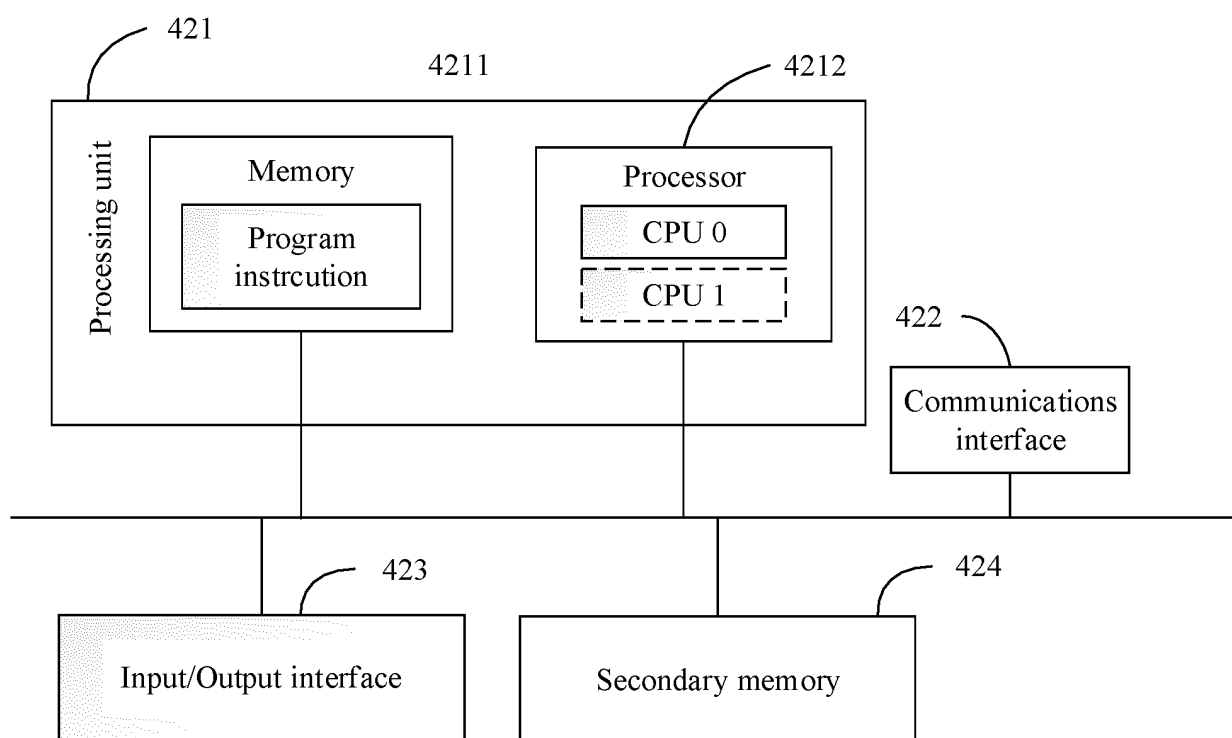 421
4211
4212
Processing unit
Memory
Program
instrcution
Processor
CPU 0
CPU 1
422
Communications
interface
423
424
Input/Output interface
Secondary memory